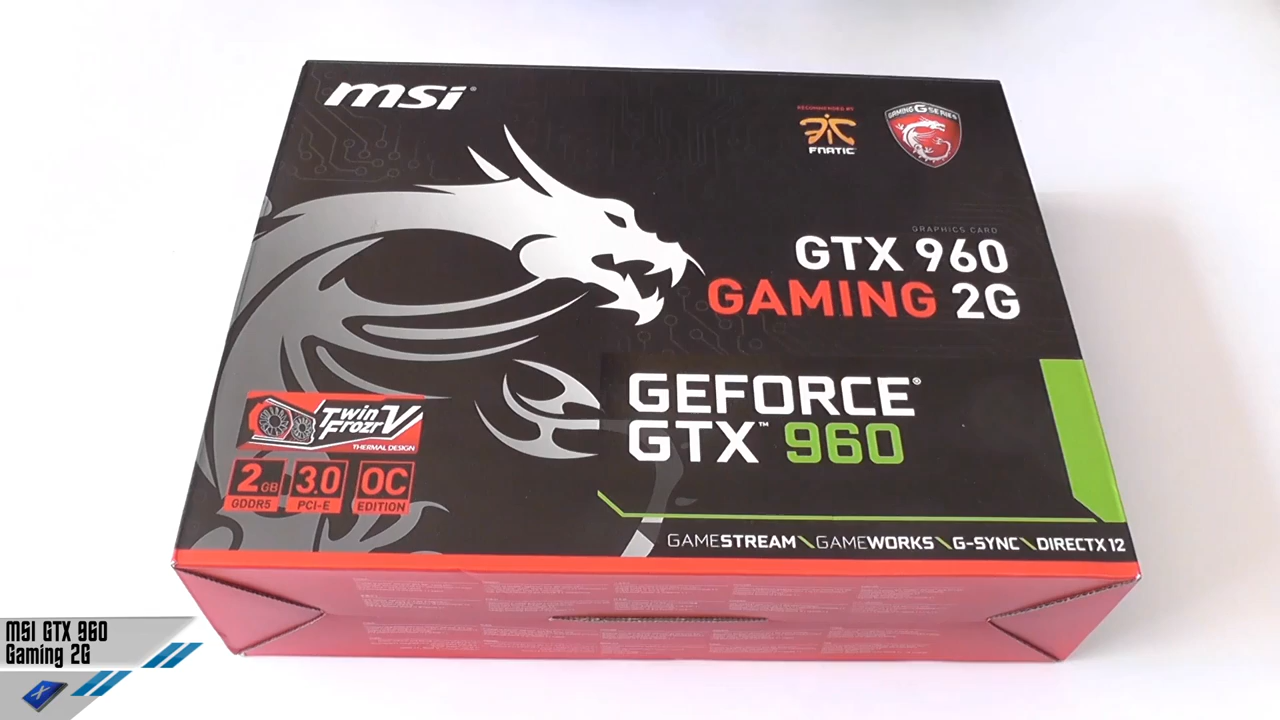 msi
RECOMMENDED BY
FNATIC
GAMING G SERIES
GRAPHICS CARD
GTX 960
GAMING 2G
GEFORCE®
GTX™ 960
Twin
Frozr V
THERMAL DESIGN
2GB
GDDR5
3.0
PCI-E
OC
EDITION
GAMESTREAM\GAMEWORKS\G-SYNC\DIRECTX 12
MSI GTX 960
Gaming 2G
X